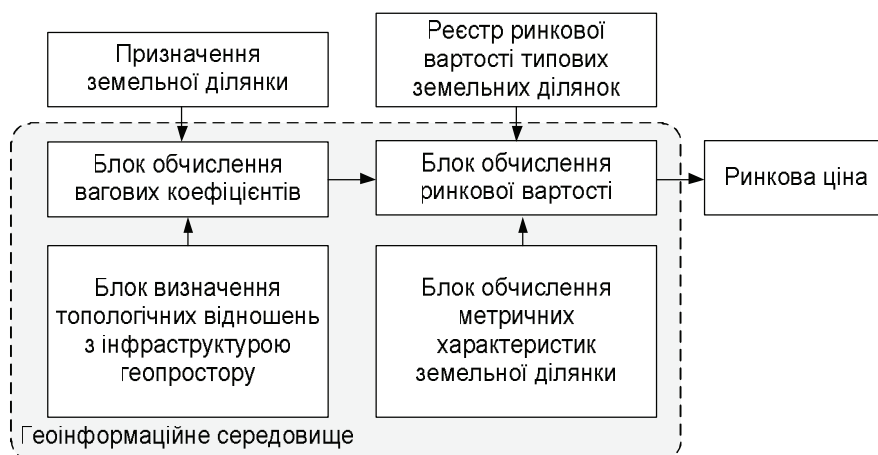 Призначення
земельної ділянки
Реєстр ринкової
вартості типових
земельних ділянок
Блок обчислення
вагових коефіцієнтів
Блок обчислення
ринкової вартості
Ринкова ціна
Блок визначення
топологічних відношень
з інфраструктурою
геопростору
Блок обчислення
метричних
характеристик
земельної ділянки
Геоінформаційне середовище